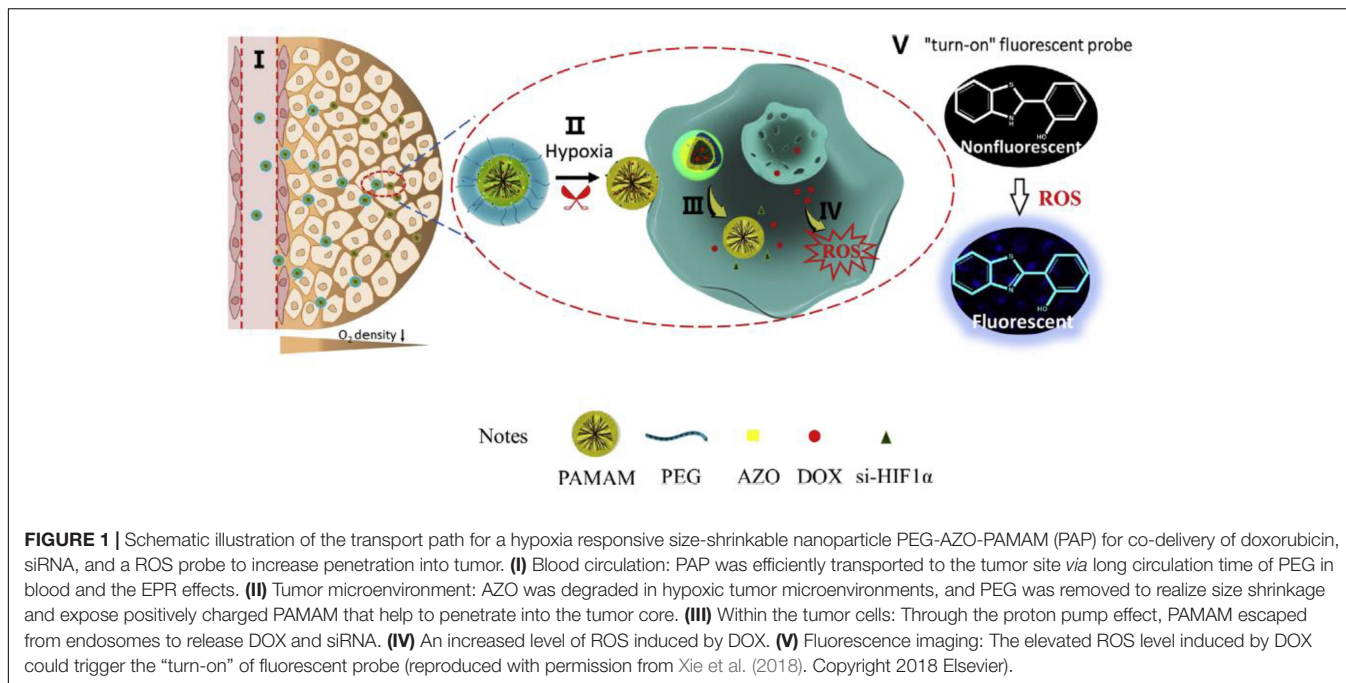 I
O2 density ↓
II
Hypoxia
III
IV
ROS
V "turn-on" fluorescent probe
S
N
H
HO
Nonfluorescent
ROS
S
N
HO
Fluorescent
Notes
PAMAM PEG AZO DOX si-HIF1α
FIGURE 1 | Schematic illustration of the transport path for a hypoxia responsive size-shrinkable nanoparticle PEG-AZO-PAMAM (PAP) for co-delivery of doxorubicin,
siRNA, and a ROS probe to increase penetration into tumor. (I) Blood circulation: PAP was efficiently transported to the tumor site via long circulation time of PEG in
blood and the EPR effects. (II) Tumor microenvironment: AZO was degraded in hypoxic tumor microenvironments, and PEG was removed to realize size shrinkage
and expose positively charged PAMAM that help to penetrate into the tumor core. (III) Within the tumor cells: Through the proton pump effect, PAMAM escaped
from endosomes to release DOX and siRNA. (IV) An increased level of ROS induced by DOX. (V) Fluorescence imaging: The elevated ROS level induced by DOX
could trigger the “turn-on” of fluorescent probe (reproduced with permission from Xie et al. (2018). Copyright 2018 Elsevier).